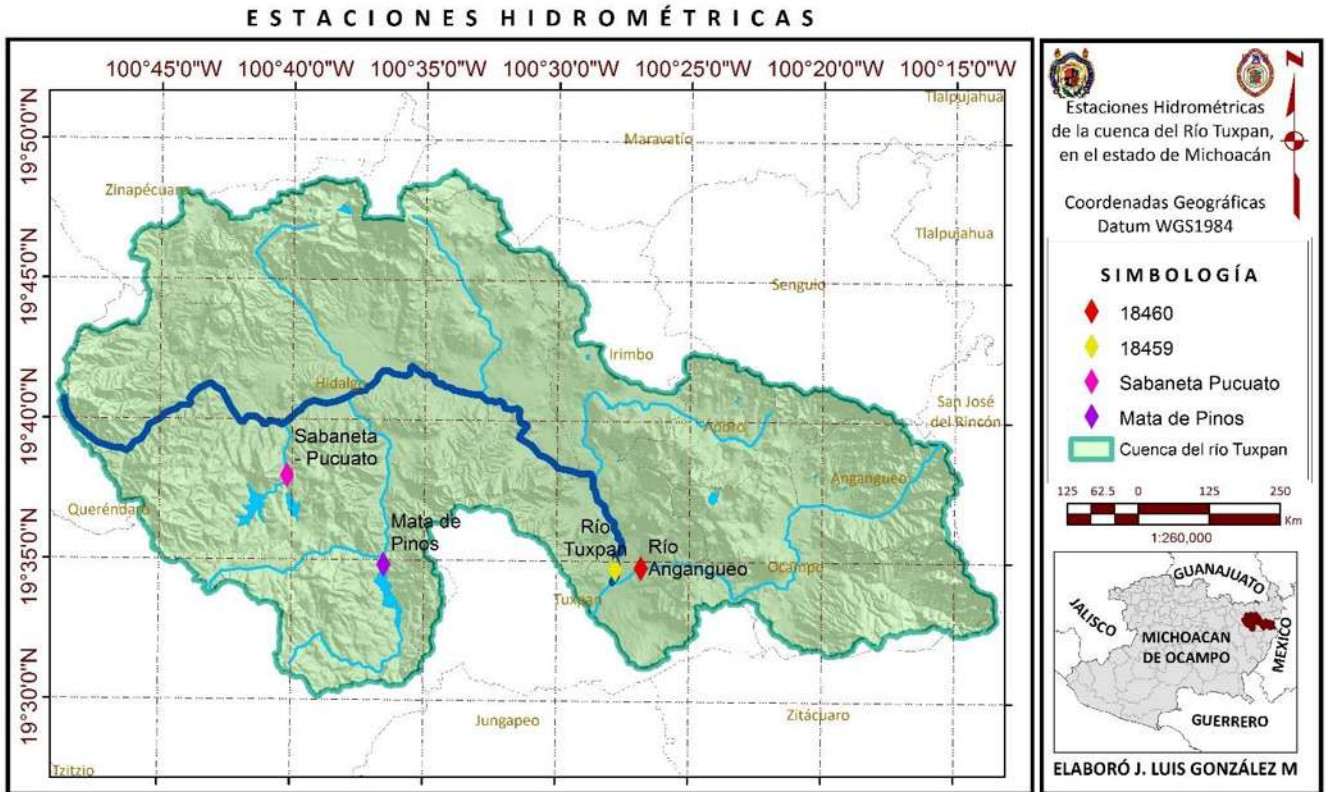 ESTACIONES HIDROMÉTRICAS
100°45'0"W 100°40'0"W 100°35'0"W 100°30'0"W 100°25'0"W 100°20'0"W 100°15'0"W
19°50'0"N
19°45'0"N
19°40'0"N
19°35'0"N
19°30'0"N
Tlalpujahua
Maravatío
Zinapécuaro
Tlalpujahua
Senguio
Irimbo
Hidalgo
San José
del Rincón
Aporo
Sabaneta
- Pucuato
Angangueo
Queréndaro
Mata de
Pinos
Río
Tuxpan
Río
Angangueo
Ocampo
Tuxpan
Jungapeo
Zitácuaro
Tzitzio
N
Estaciones Hidrométricas
de la cuenca del Río Tuxpan,
en el estado de Michoacán
Coordenadas Geográficas
Datum WGS1984
SIMBOLOGÍA
18460
18459
Sabaneta Pucuato
Mata de Pinos
Cuenca del río Tuxpan
125 62.5 0 125 250
Km
1:260,000
GUANAJUATO
JALISCO
MICHOACAN
DE OCAMPO
MEXICO
GUERRERO
ELABORÓ J. LUIS GONZÁLEZ M